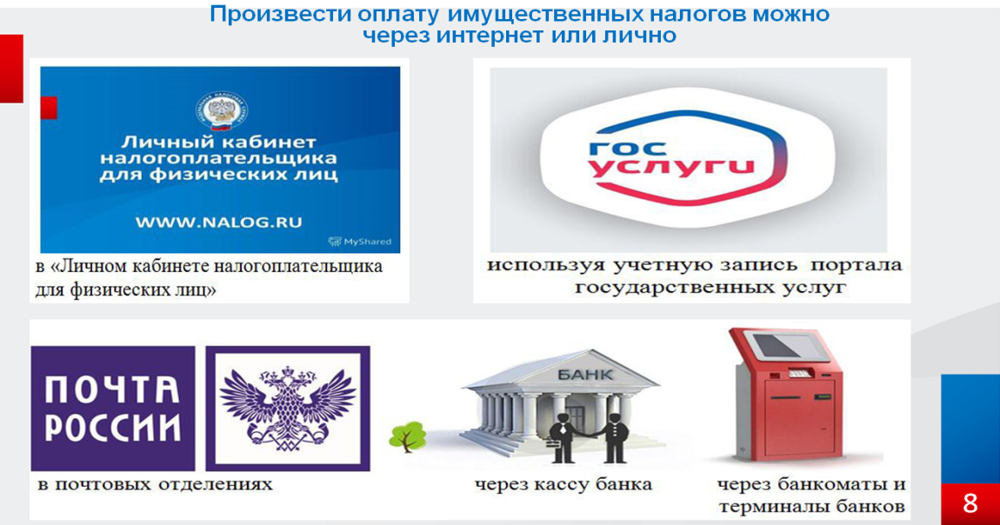 Произвести оплату имущественных налогов можно
через интернет или лично
Личный кабинет
налогоплательщика
для физических лиц
WWW.NALOG.RU
MyShared
в «Личном кабинете налогоплательщика
для физических лиц»
гос
услуги
используя учетную запись портала
государственных услуг
ПОЧТА
РОССИИ
в почтовых отделениях
БАНК
через кассу банка
через банкоматы и
терминалы банков
8